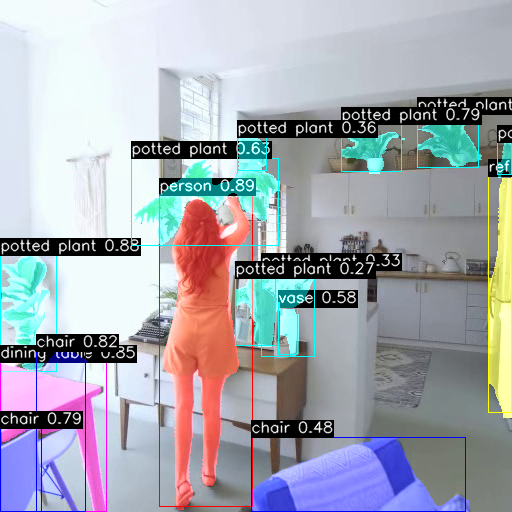 potted plant
potted plant 0.79
potted plant 0.36
potted plant 0.63
person 0.89
ref
potted plant 0.88
0.33
potted plant 0.27
vase 0.58
chair 0.82
dining table 0.85
chair 0.79
chair 0.48